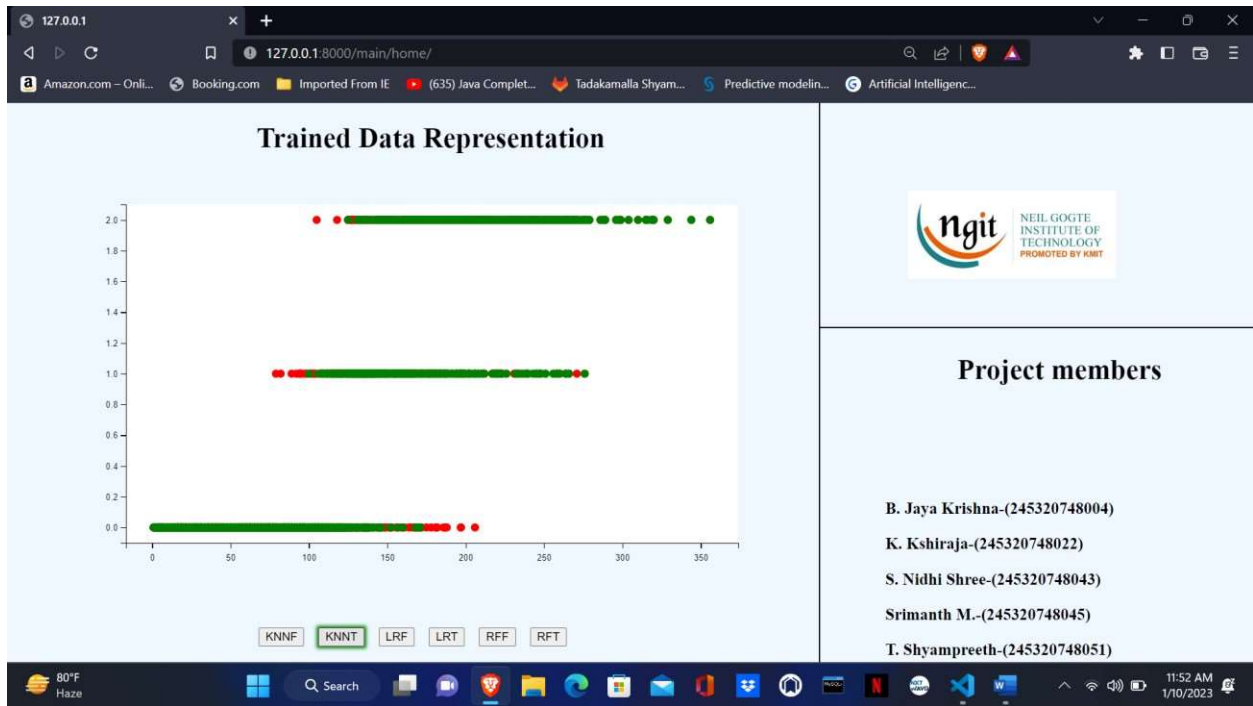 127.0.0.1
127.0.0.1:8000/main/home/
Amazon.com – Onli...
Booking.com
Imported From IE
(635) Java Complet...
Tadakamalla Shyam...
Predictive modelin...
Artificial Intelligenc...
Trained Data Representation
2.0
1.8
1.6
1.4
1.2
1.0
0.8
0.6
0.4
0.2
0.0
0
50
100
150
200
250
300
350
KNNF
KNNT
LRF
LRT
RFF
RFT
ngit
NEIL GOGTE
INSTITUTE OF
TECHNOLOGY
PROMOTED BY KMIT
Project members
B. Jaya Krishna-(245320748004)
K. Kshiraja-(245320748022)
S. Nidhi Shree-(245320748043)
Srimanth M.-(245320748045)
T. Shyampreeth-(245320748051)
80°F
Haze
Search
11:52 AM
1/10/2023